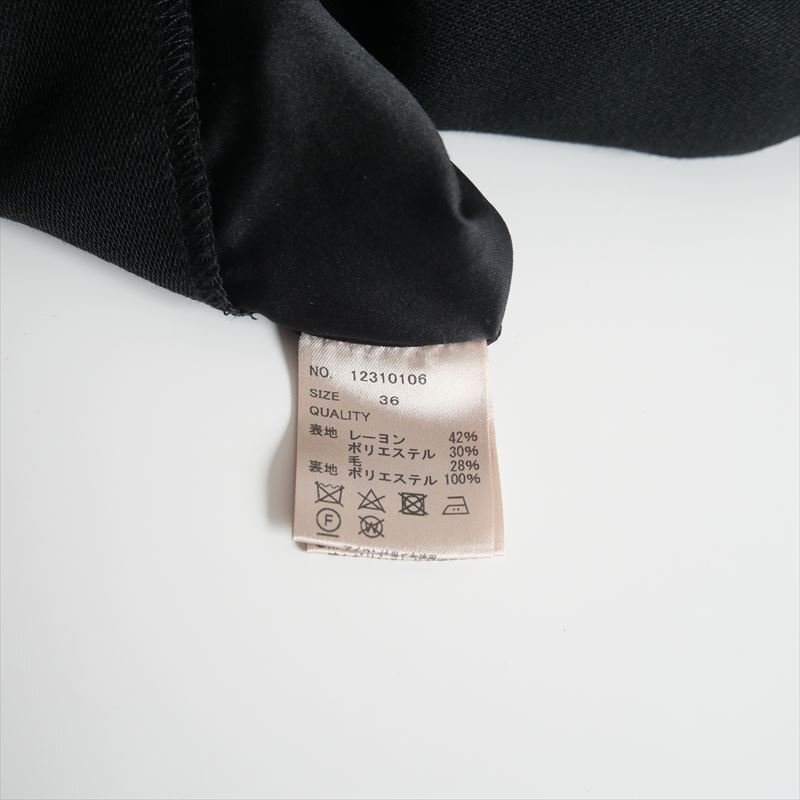 NO. 12310106
SIZE 36
QUALITY
表地 レーヨン 42%
ポリエステル 30%
毛 28%
裏地 ポリエステル 100%
F
W